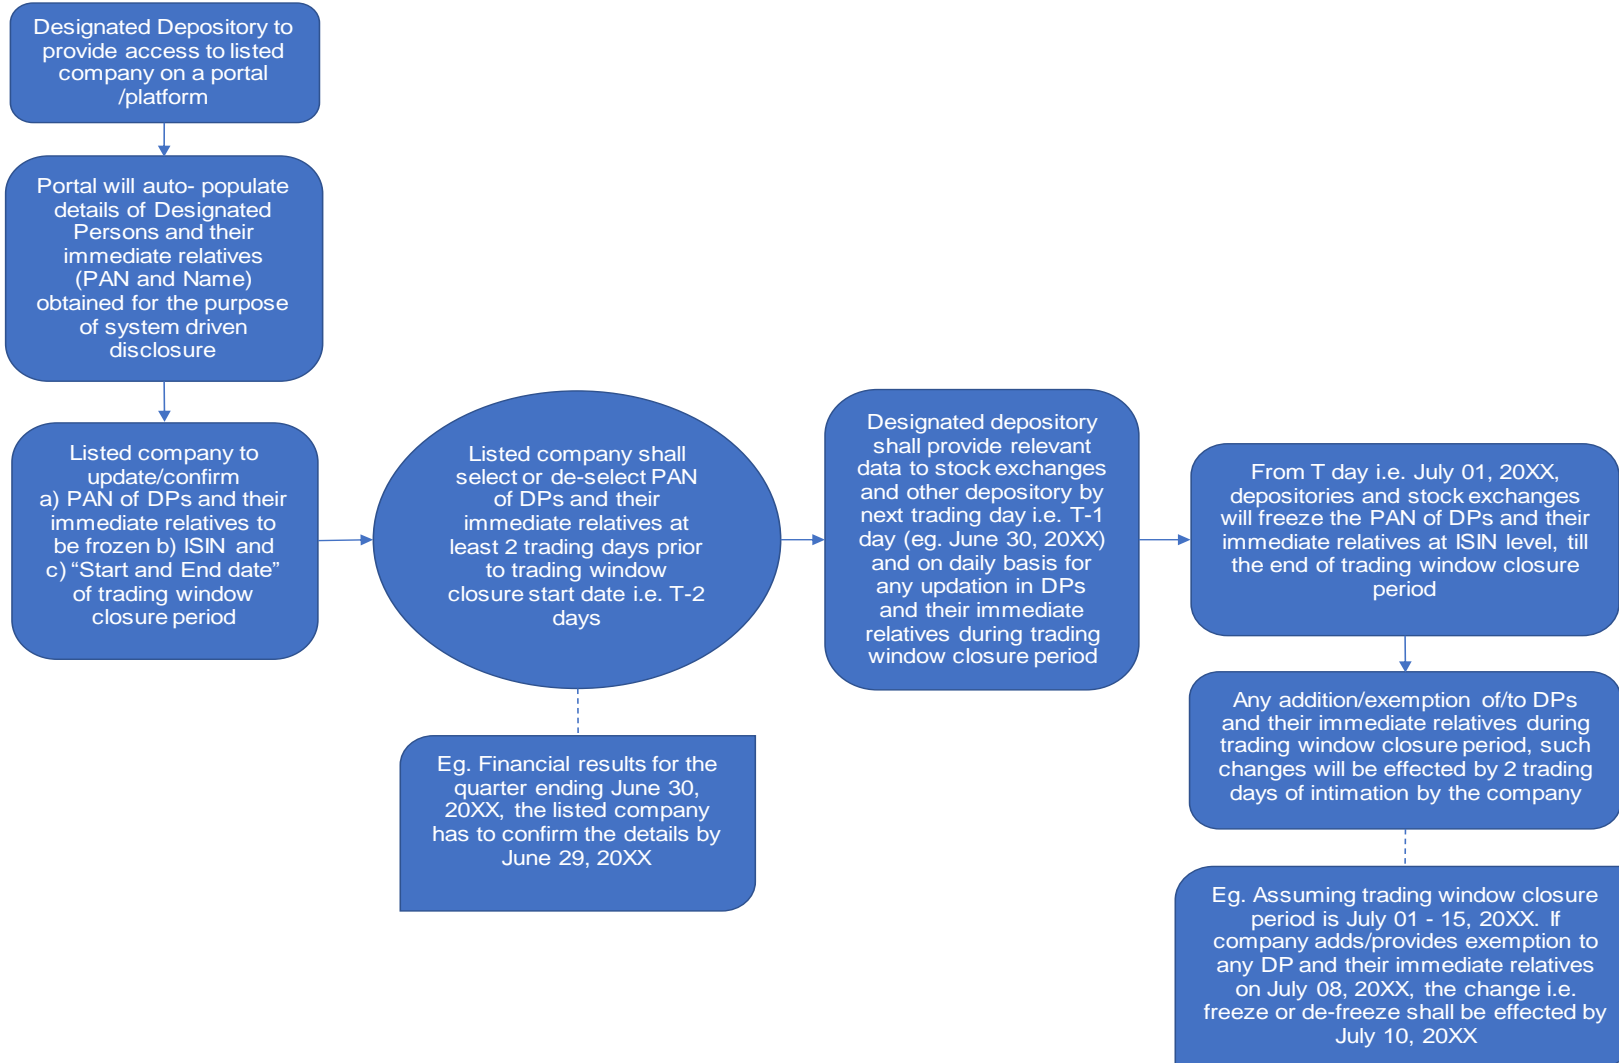 Designated Depository to
provide access to listed
company on a portal
/platform
Portal will auto- populate
details of Designated
Persons and their
immediate relatives
(PAN and Name)
obtained for the purpose
of system driven
disclosure
Listed company to
update/confirm
a) PAN of DPs and their
immediate relatives to
be frozen b) ISIN and
c) “Start and End date”
of trading window
closure period
Listed company shall
select or de-select PAN
of DPs and their
immediate relatives at
least 2 trading days prior
to trading window
closure start date i.e. T-2
days
Eg. Financial results for the
quarter ending June 30,
20XX, the listed company
has to confirm the details by
June 29, 20XX
Designated depository
shall provide relevant
data to stock exchanges
and other depository by
next trading day i.e. T-1
day (eg. June 30, 20XX)
and on daily basis for
any updation in DPs
and their immediate
relatives during trading
window closure period
From T day i.e. July 01, 20XX,
depositories and stock exchanges
will freeze the PAN of DPs and their
immediate relatives at ISIN level, till
the end of trading window closure
period
Any addition/exemption of/to DPs
and their immediate relatives during
trading window closure period, such
changes will be effected by 2 trading
days of intimation by the company
Eg. Assuming trading window closure
period is July 01 - 15, 20XX. If
company adds/provides exemption to
any DP and their immediate relatives
on July 08, 20XX, the change i.e.
freeze or de-freeze shall be effected by
July 10, 20XX